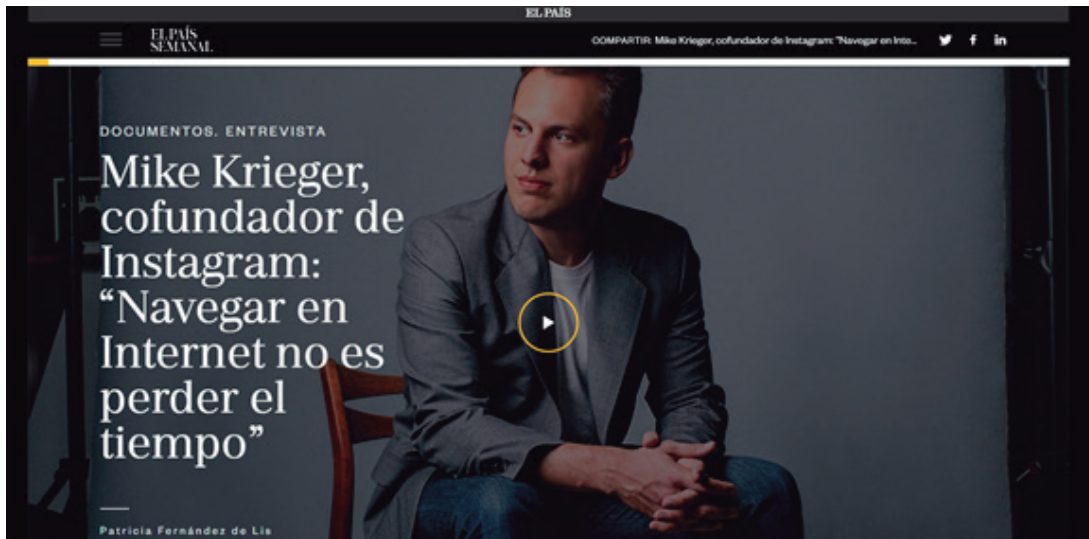 EL PAÍS
EL PAÍS
SEMANAL
COMPARTIR: Mike Krieger, cofundador de Instagram: "Navegar en Inte...
DOCUMENTOS. ENTREVISTA
Mike Krieger,
cofundador de
Instagram:
“Navegar en
Internet no es
perder el
tiempo”
Patricia Fernández de Lis